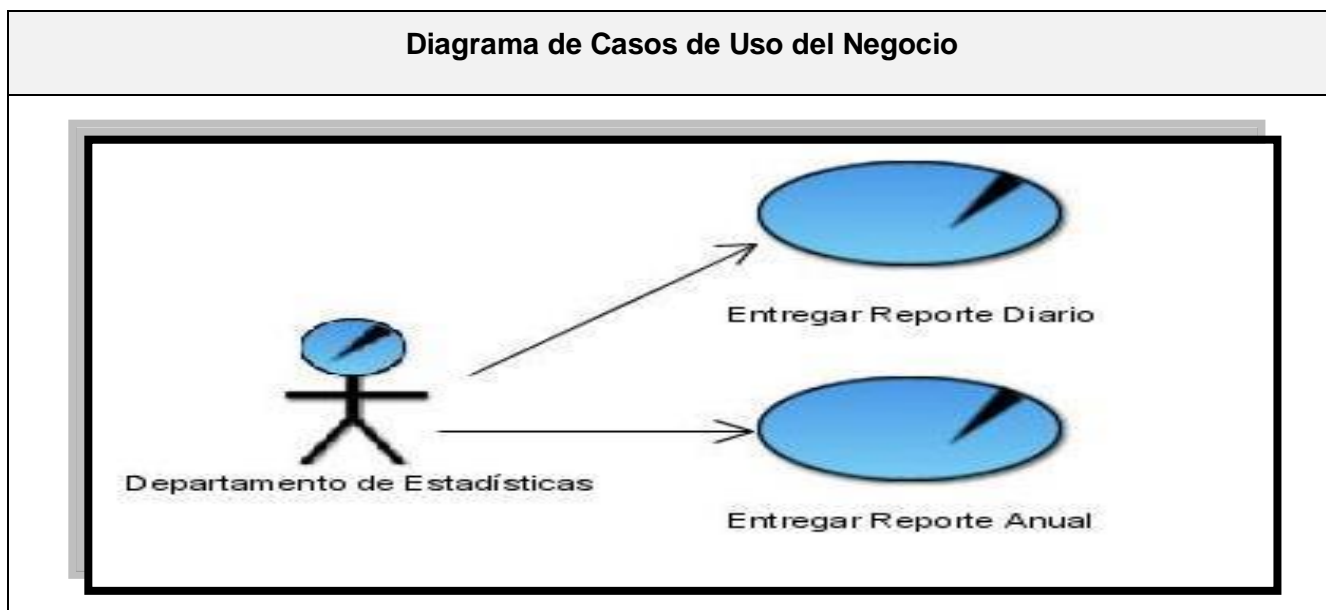 Diagrama de Casos de Uso del Negocio
Entregar Reporte Diario
Departamento de Estadísticas
Entregar Reporte Anual